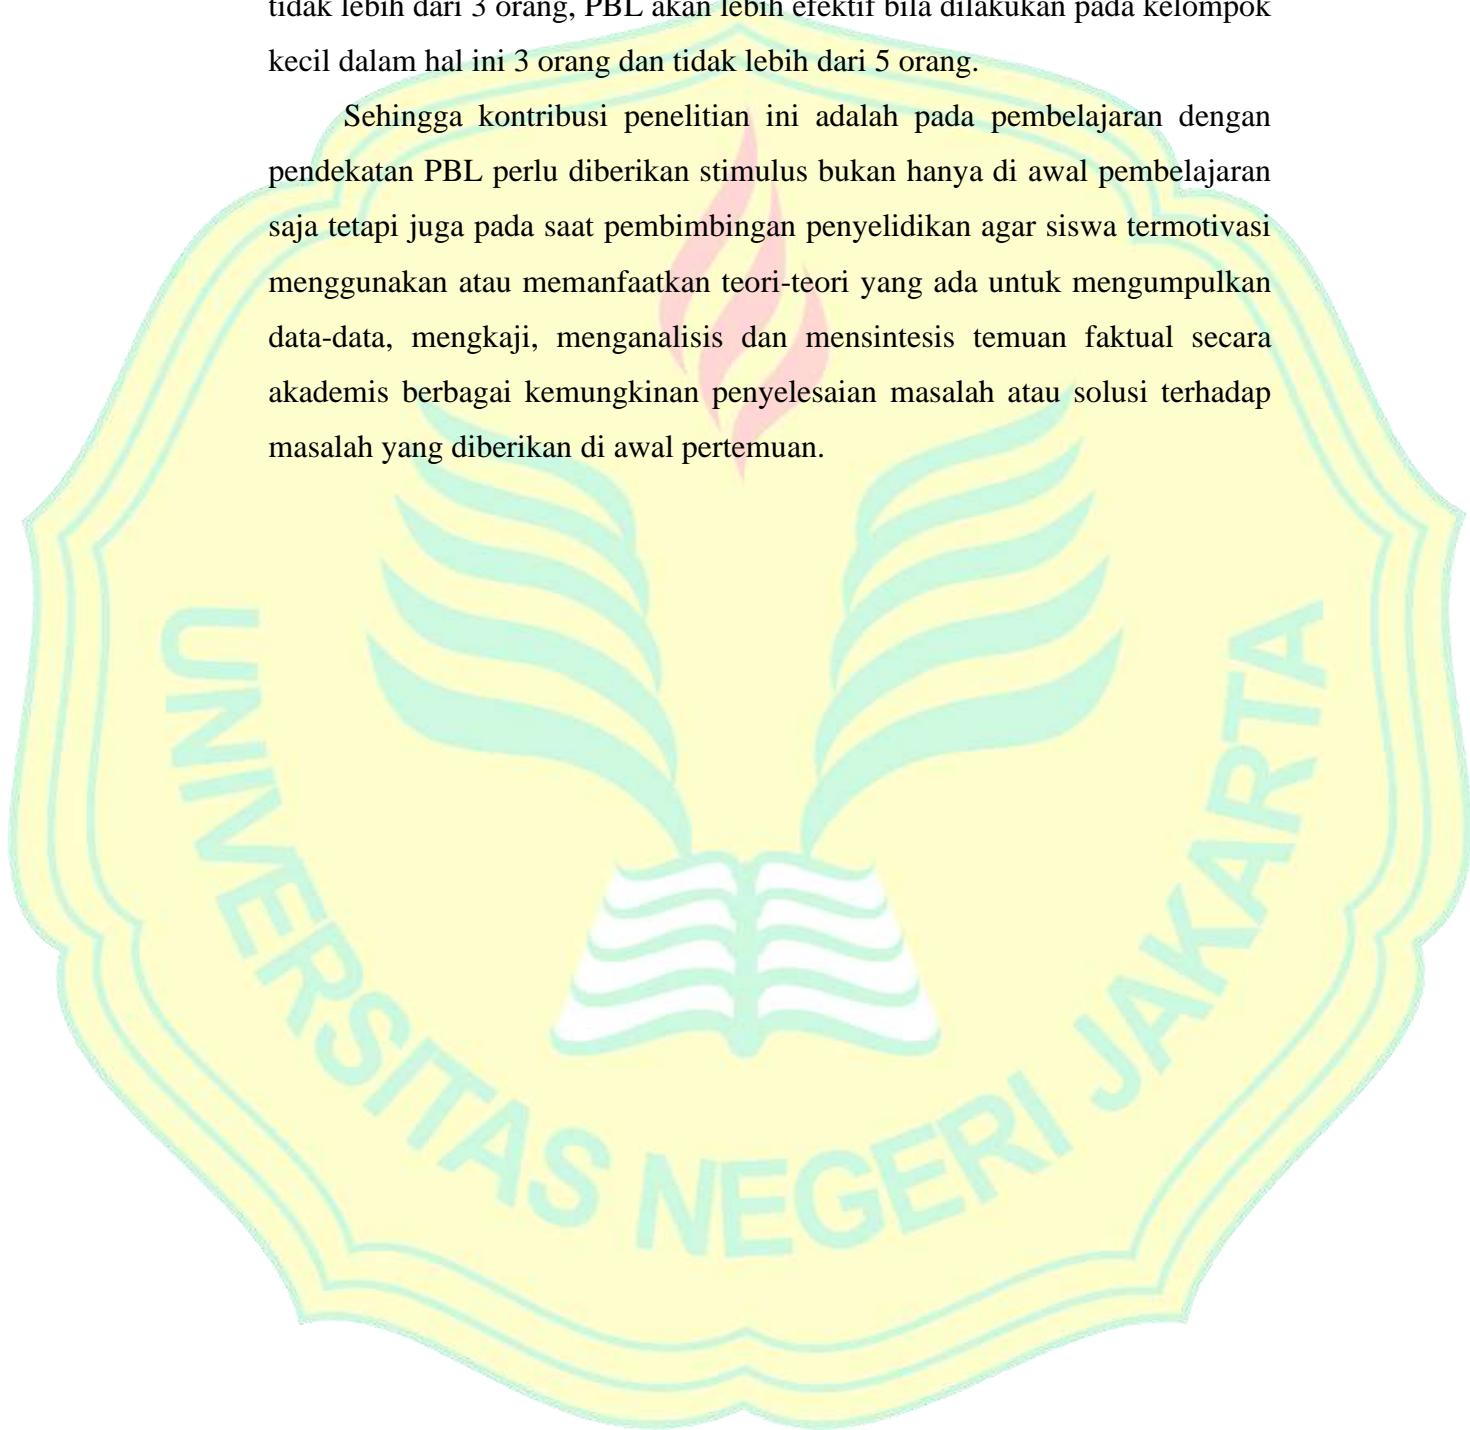 tidak lebih dari 3 orang, PBL akan lebih efektif bila dilakukan pada kelompok
kecil dalam hal ini 3 orang dan tidak lebih dari 5 orang.
Sehingga kontribusi penelitian ini adalah pada pembelajaran dengan
pendekatan PBL perlu diberikan stimulus bukan hanya di awal pembelajaran
saja tetapi juga pada saat pembimbingan penyelidikan agar siswa termotivasi
menggunakan atau memanfaatkan teori-teori yang ada untuk mengumpulkan
data-data, mengkaji, menganalisis dan mensintesis temuan faktual secara
akademis berbagai kemungkinan penyelesaian masalah atau solusi terhadap
masalah yang diberikan di awal pertemuan.
UNIVERSITAS NEGERI JAKARTA